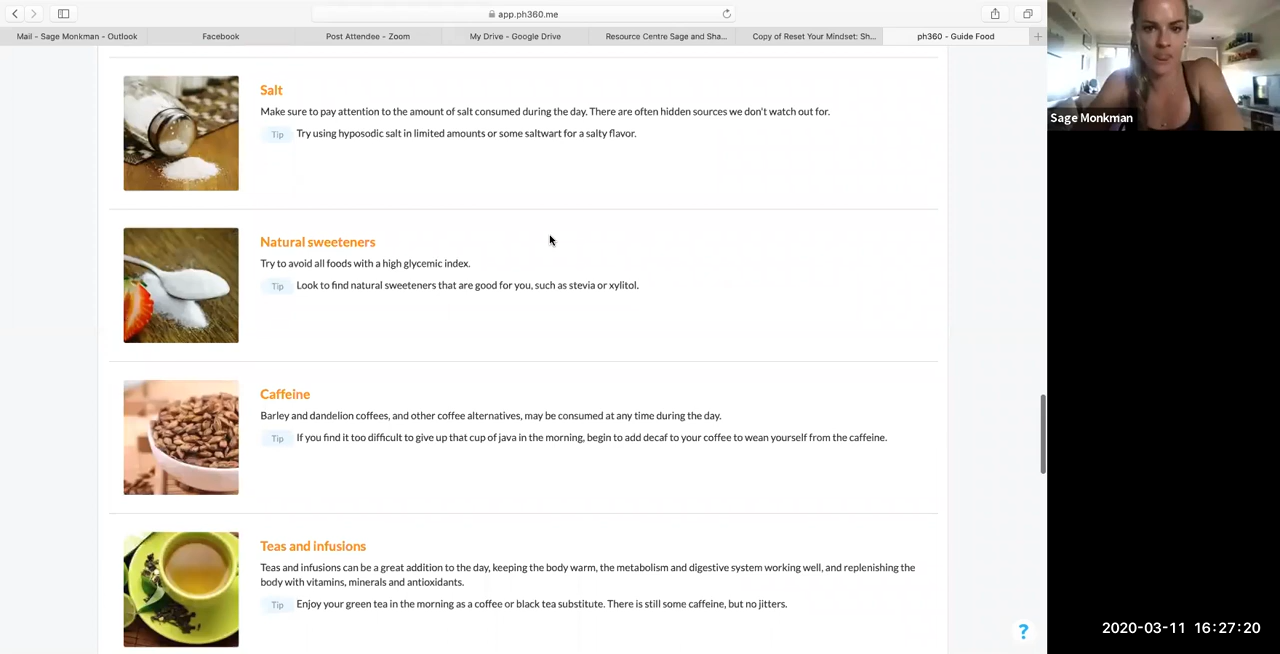 app.ph360.me
Mail - Sage Monkman - Outlook
Facebook
Post Attendee - Zoom
My Drive - Google Drive
Resource Centre Sage and Sha...
Copy of Reset Your Mindset: Sh...
ph360 - Guide Food
+
Sage Monkman
Salt
Make sure to pay attention to the amount of salt consumed during the day. There are often hidden sources we don't watch out for.
Tip Try using hyposodic salt in limited amounts or some saltwart for a salty flavor.
Natural sweeteners
Try to avoid all foods with a high glycemic index.
Tip Look to find natural sweeteners that are good for you, such as stevia or xylitol.
Caffeine
Barley and dandelion coffees, and other coffee alternatives, may be consumed at any time during the day.
Tip If you find it too difficult to give up that cup of java in the morning, begin to add decaf to your coffee to wean yourself from the caffeine.
Teas and infusions
Teas and infusions can be a great addition to the day, keeping the body warm, the metabolism and digestive system working well, and replenishing the
body with vitamins, minerals and antioxidants.
Tip Enjoy your green tea in the morning as a coffee or black tea substitute. There is still some caffeine, but no jitters.
?
2020-03-11 16:27:20